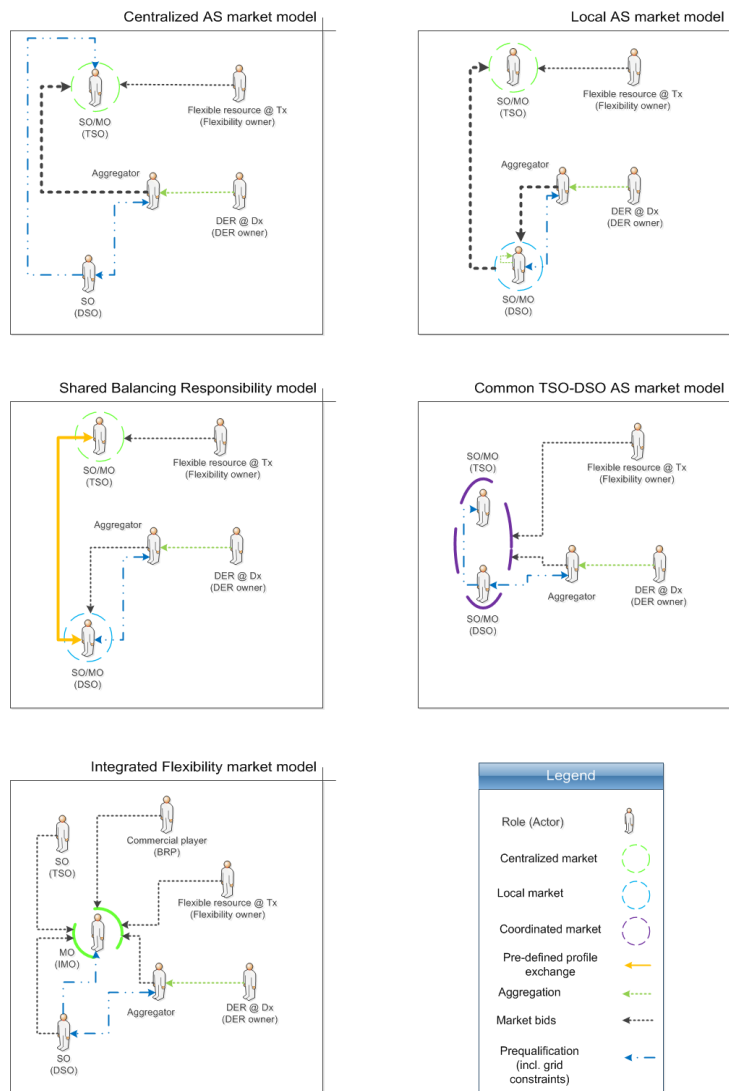 Centralized AS market model
SO/MO
(TSO)
Flexible resource @ Tx
(Flexibility owner)
Aggregator
DER @ Dx
(DER owner)
SO
(DSO)
Local AS market model
SO/MO
(TSO)
Flexible resource @ Tx
(Flexibility owner)
Aggregator
DER @ Dx
(DER owner)
SO/MO
(DSO)
Shared Balancing Responsibility model
SO/MO
(TSO)
Flexible resource @ Tx
(Flexibility owner)
Aggregator
DER @ Dx
(DER owner)
SO/MO
(DSO)
Common TSO-DSO AS market model
SO/MO
(TSO)
Flexible resource @ Tx
(Flexibility owner)
Aggregator
DER @ Dx
(DER owner)
SO/MO
(DSO)
Integrated Flexibility market model
SO
(TSO)
Commercial player
(BRP)
Flexible resource @ Tx
(Flexibility owner)
MO
(IMO)
Aggregator
DER @ Dx
(DER owner)
SO
(DSO)
Legend
Role (Actor)
Centralized market
Local market
Coordinated market
Pre-defined profile
exchange
Aggregation
Market bids
Prequalification
(incl. grid
constraints)